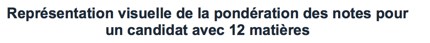 Représentation visuelle de la pondération des notes pour
un candidat avec 12 matières